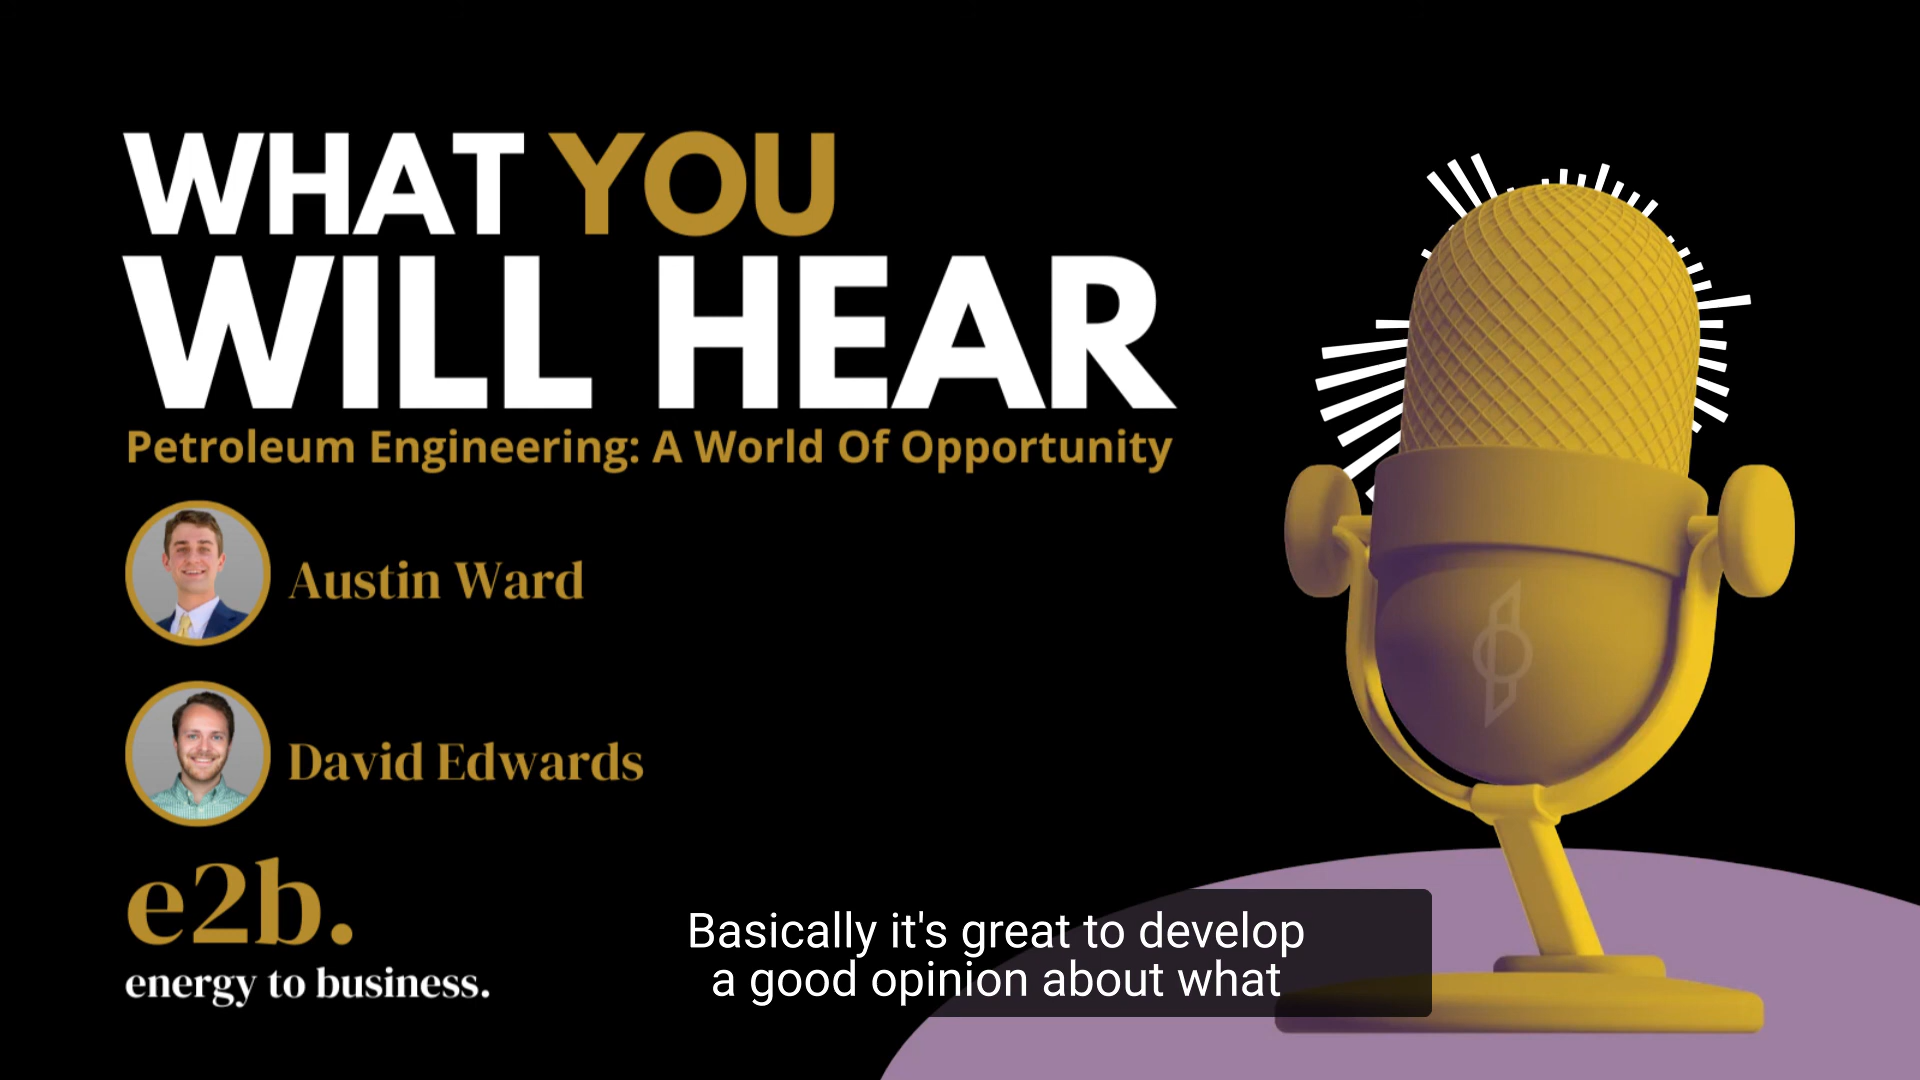 WHAT YOU
WILL HEAR
Petroleum Engineering: A World Of Opportunity
Austin Ward
David Edwards
e2b.
energy to business.
Basically it's great to develop
a good opinion about what